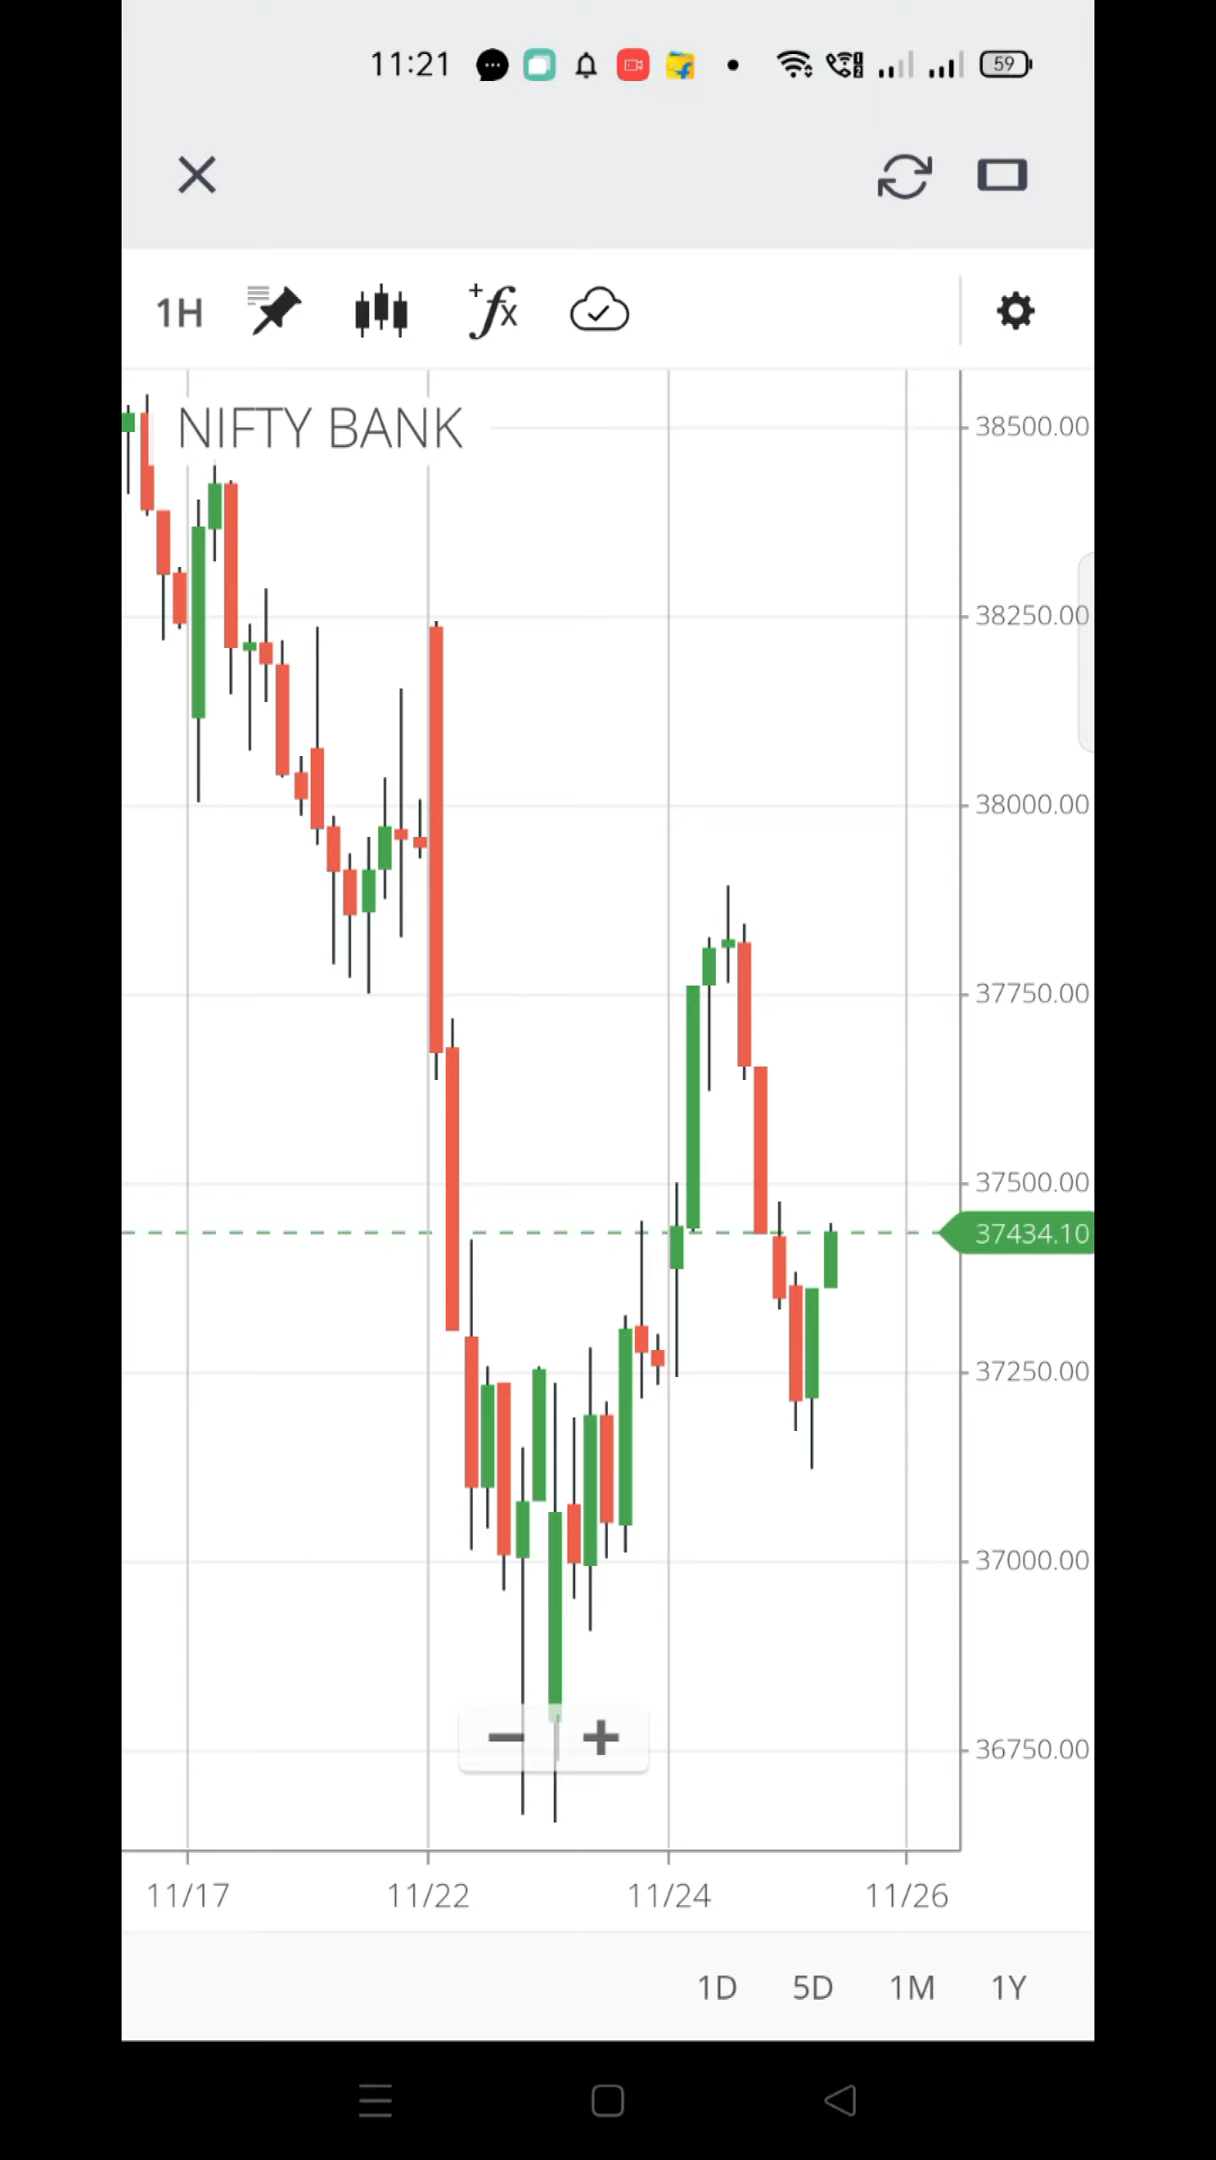 11:21
59
1H
+fx
NIFTY BANK
38500.00
38250.00
38000.00
37750.00
37500.00
37434.10
37250.00
37000.00
36750.00
11/17 11/22 11/24 11/26
1D 5D 1M 1Y